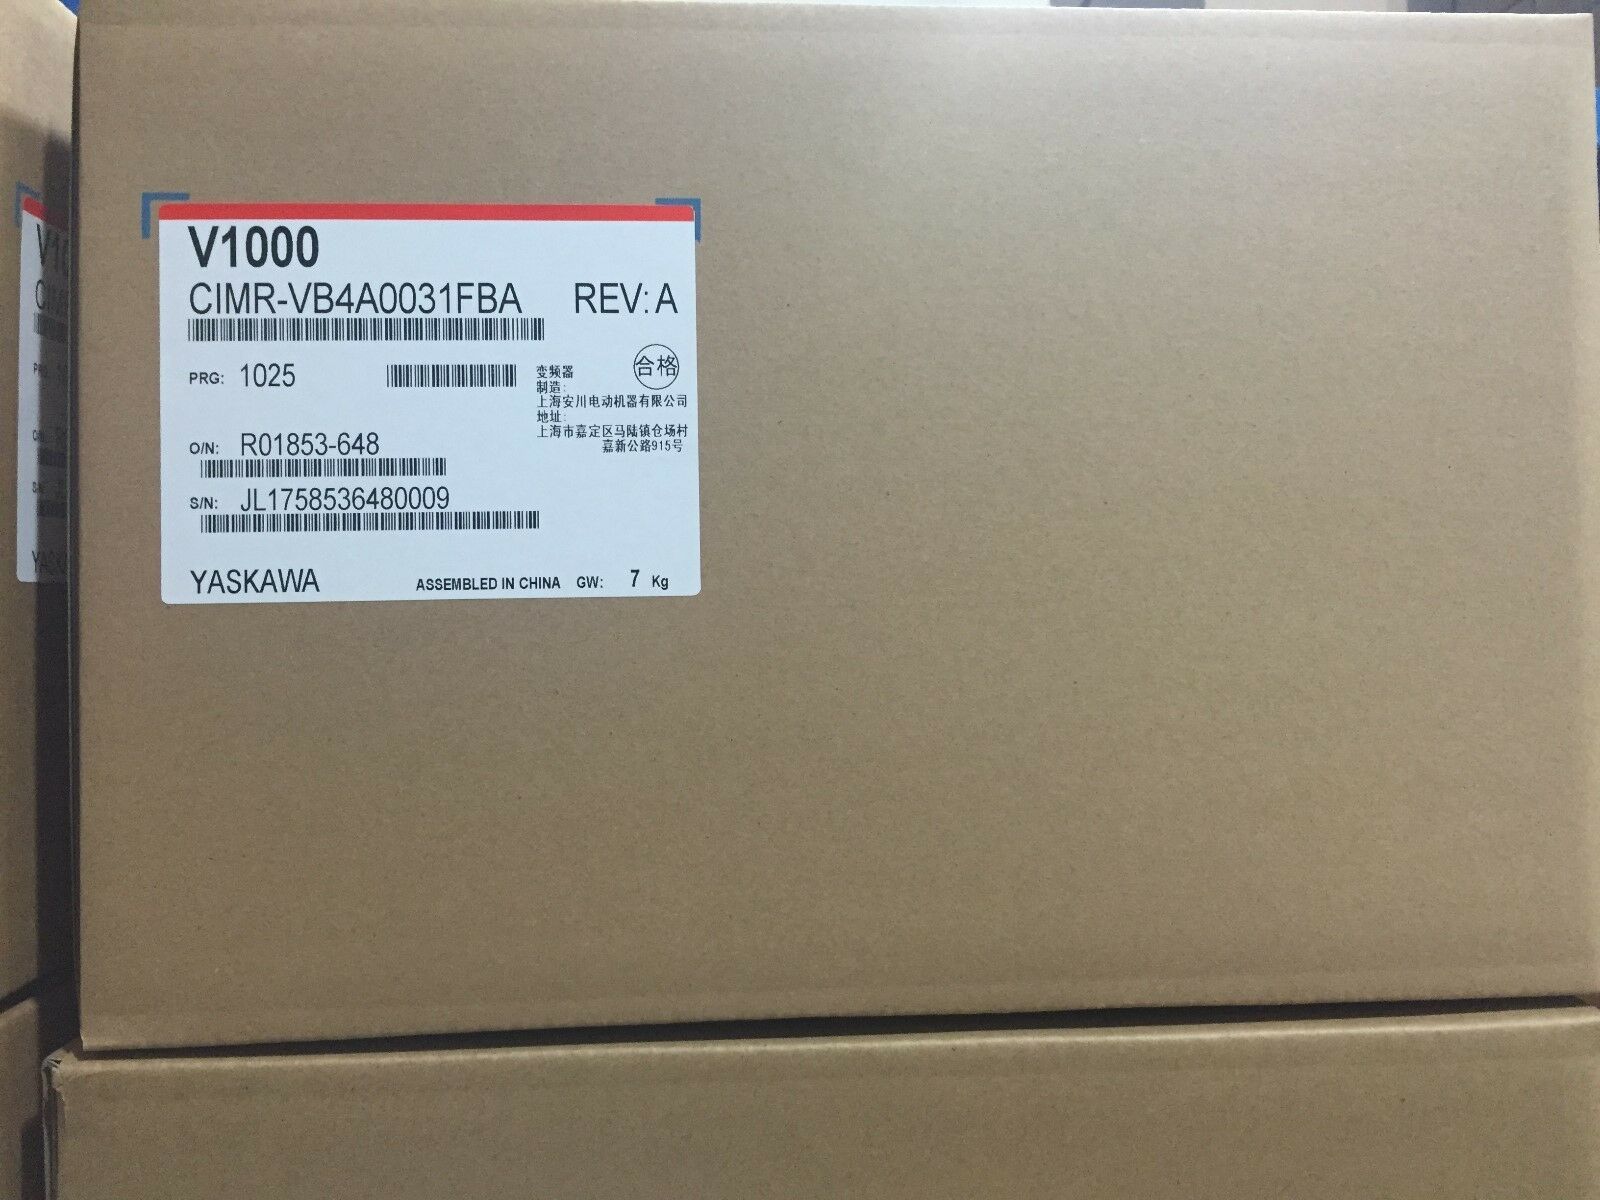 V1000
CIMR-VB4A0031FBA REV: A
PRG: 1025
合格
变频器
制造:
上海安川电动机器有限公司
地址:
上海市嘉定区马陆镇仓场村
嘉新公路915号
O/N: R01853-648
S/N: JL1758536480009
YASKAWA ASSEMBLED IN CHINA GW: 7 Kg